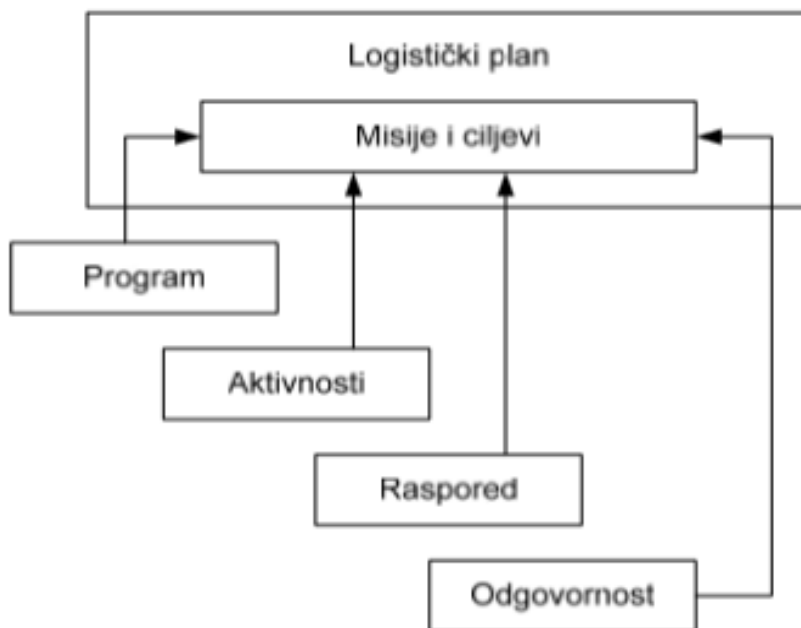 Logistički plan
Misije i ciljevi
Program
Aktivnosti
Raspored
Odgovornost